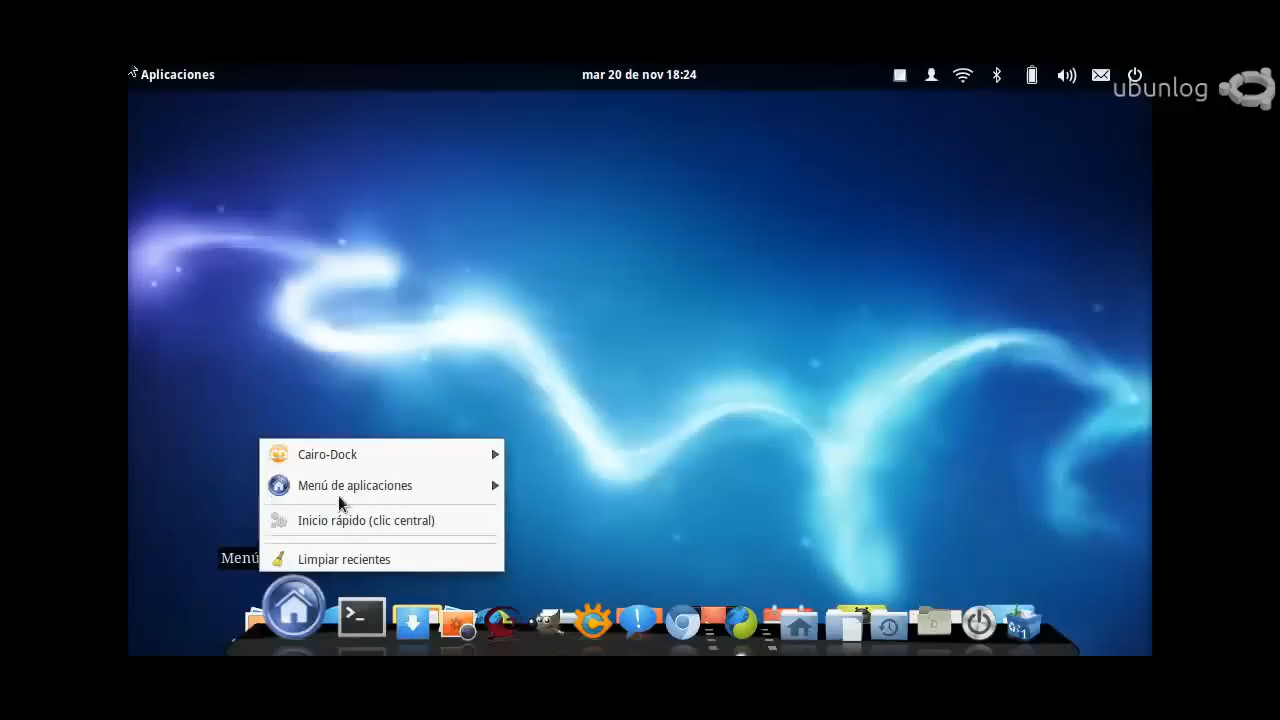 Aplicaciones
mar 20 de nov 18:24
ubunlog
Cairo-Dock
Menú de aplicaciones
Inicio rápido (clic central)
Limpiar recientes
Menú
>_